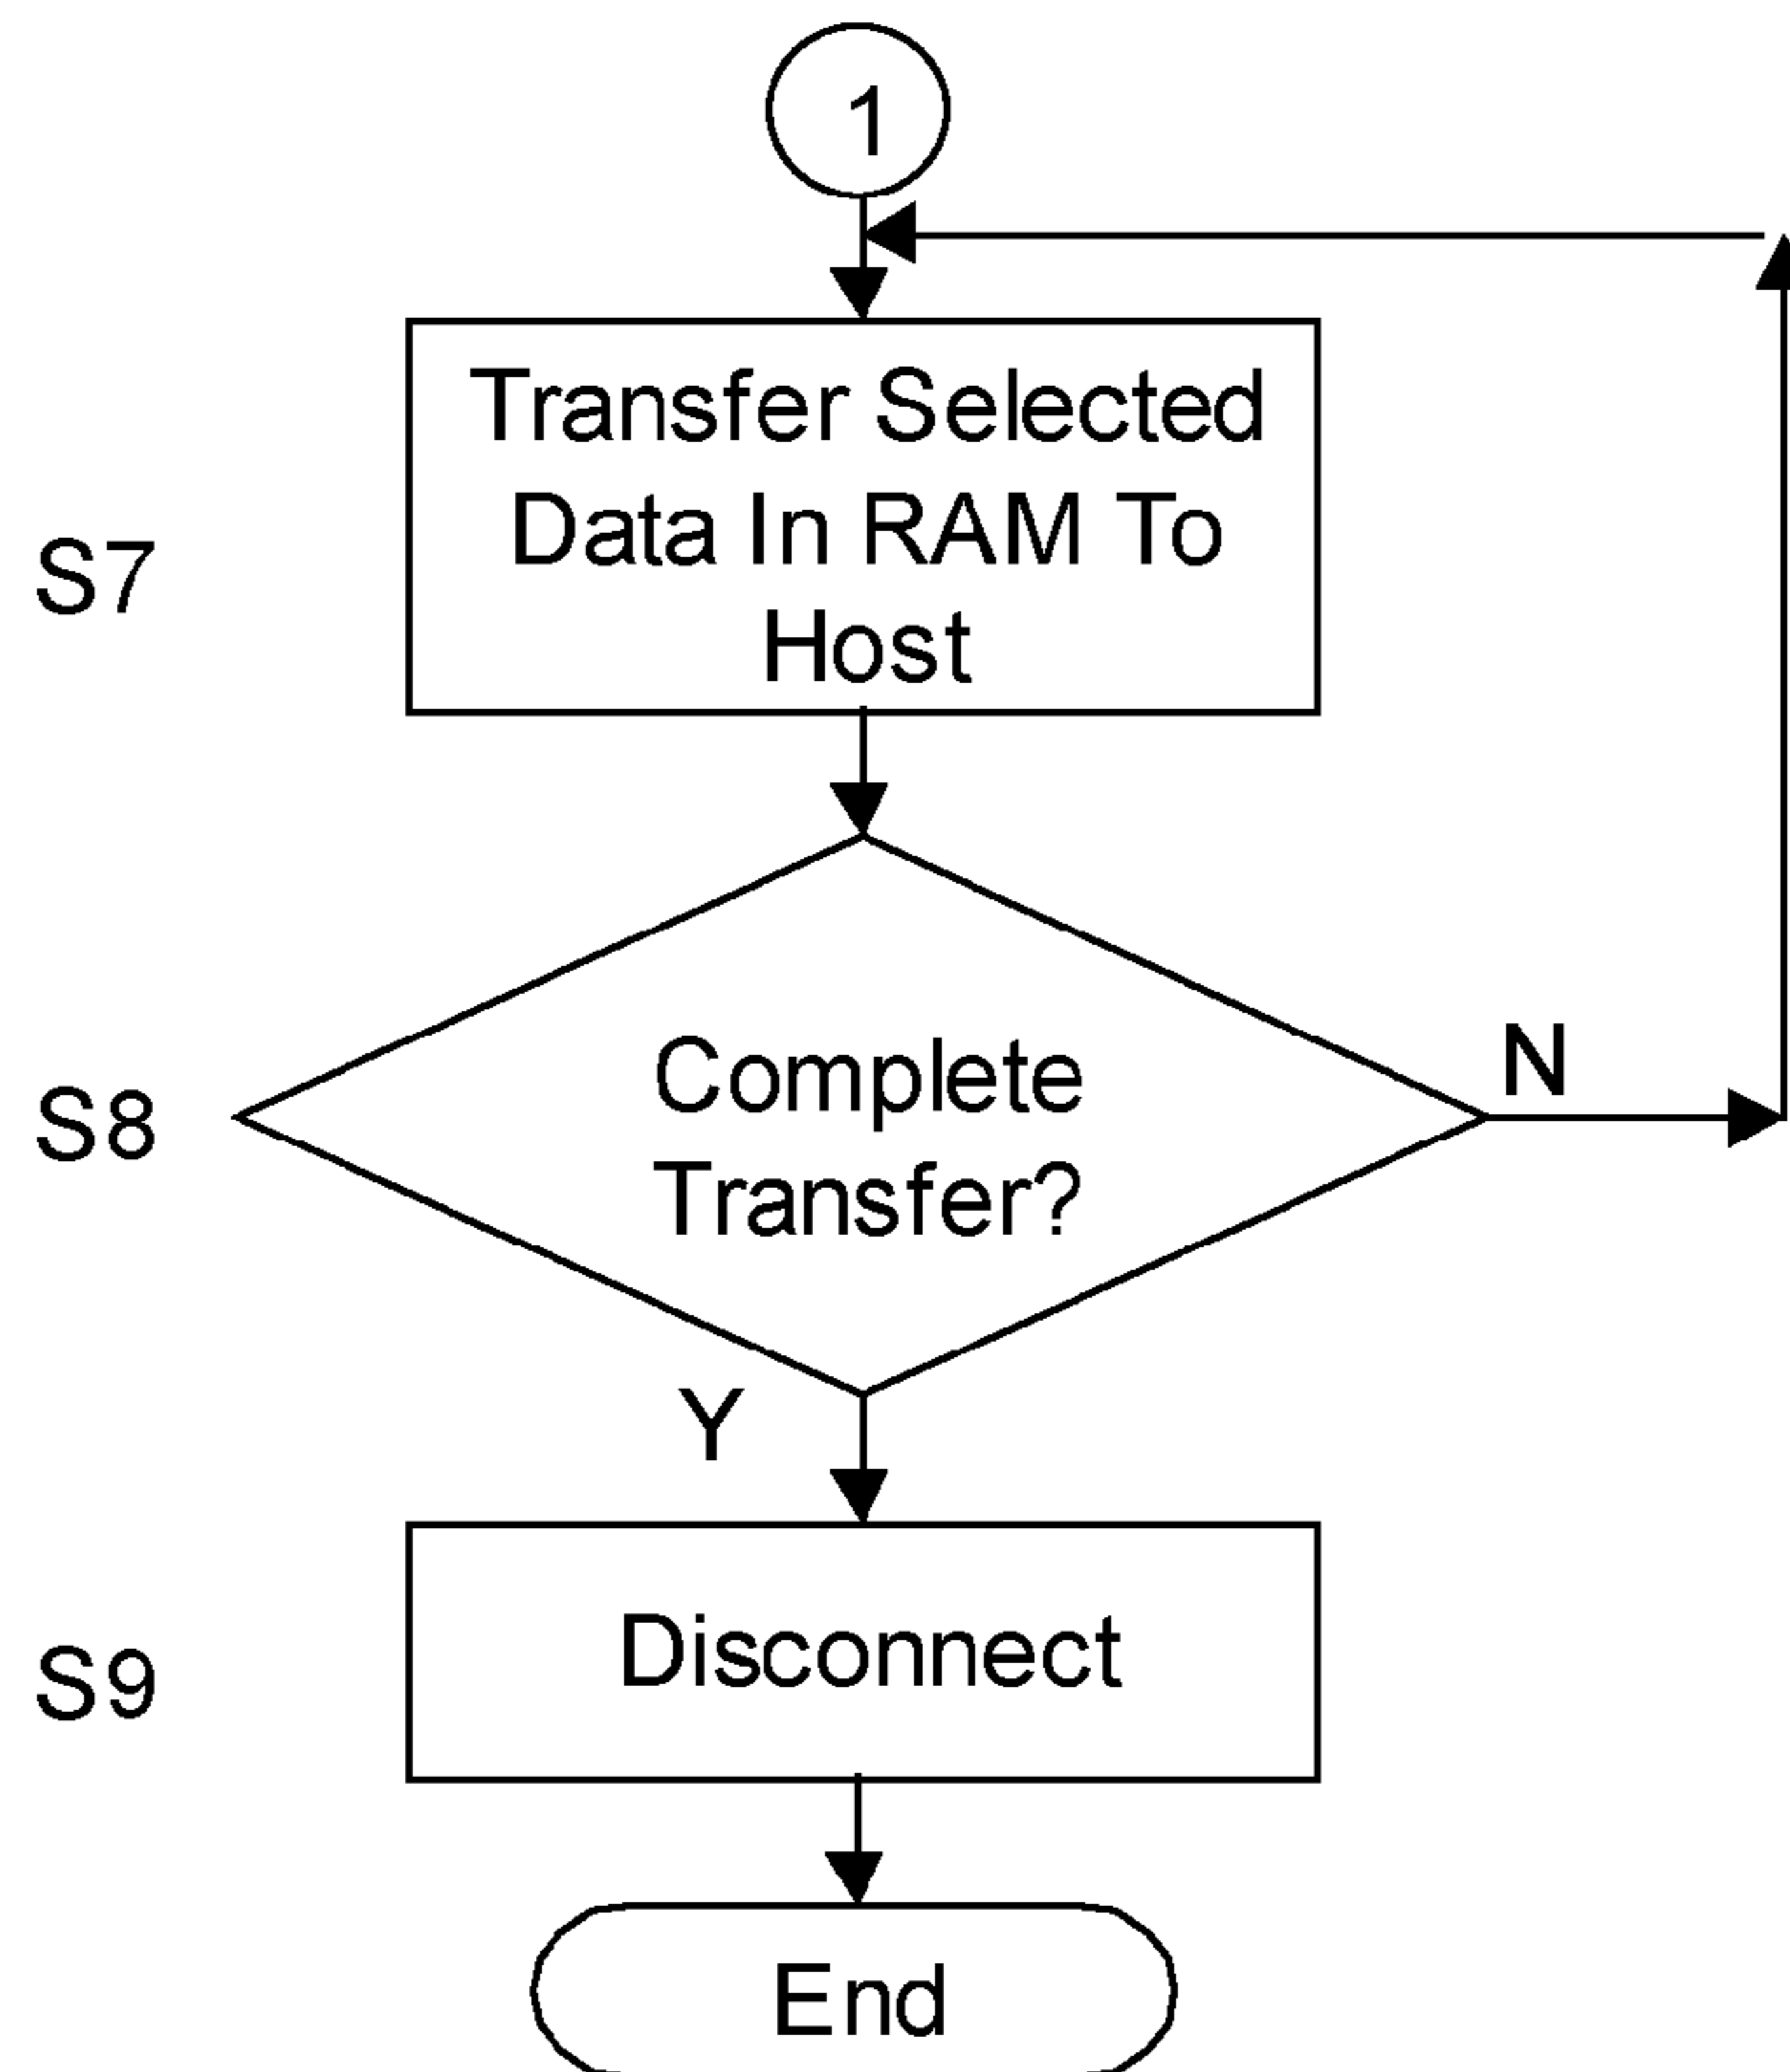 1
Transfer Selected
Data In RAM To
Host
S7
Complete
Transfer?
N
S8
Y
Disconnect
S9
End